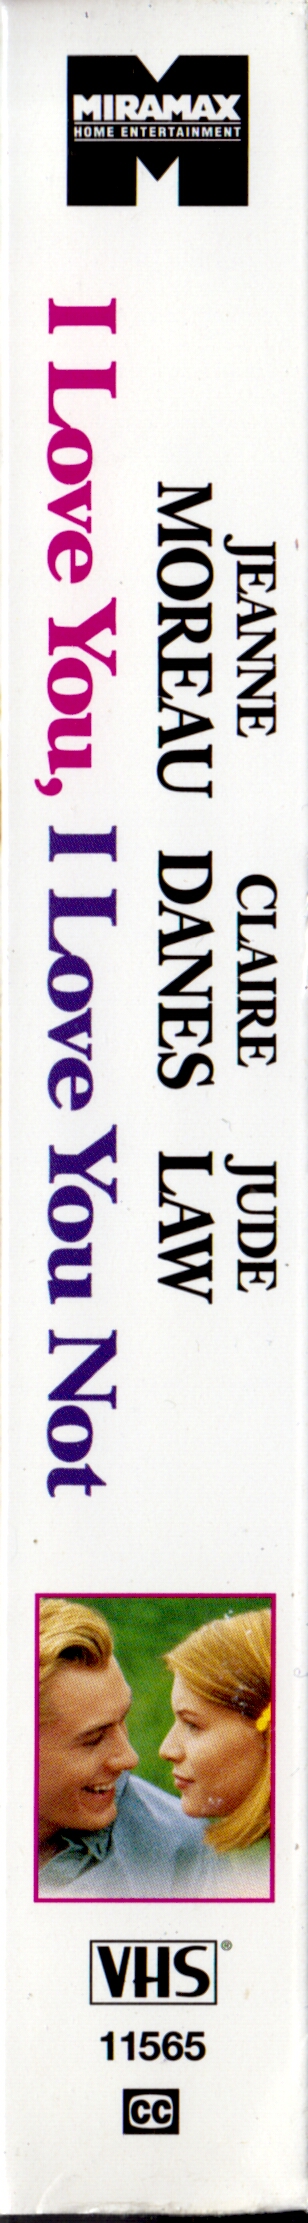 MIRAMAX
HOME ENTERTAINMENT
JEANNE CLAIRE JUDE
MOREAU DANES LAW
I Love You, I Love You Not
VHS®
11565
CC